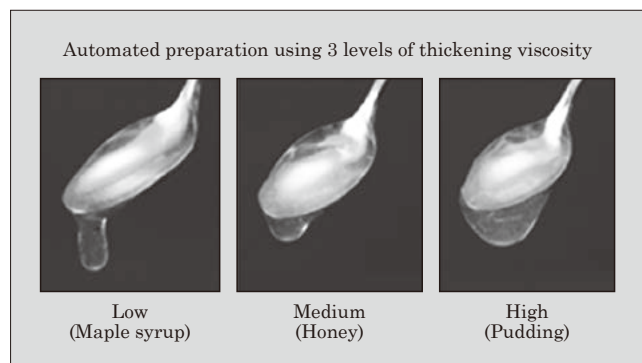 Automated preparation using 3 levels of thickening viscosity
Low
(Maple syrup)
Medium
(Honey)
High
(Pudding)